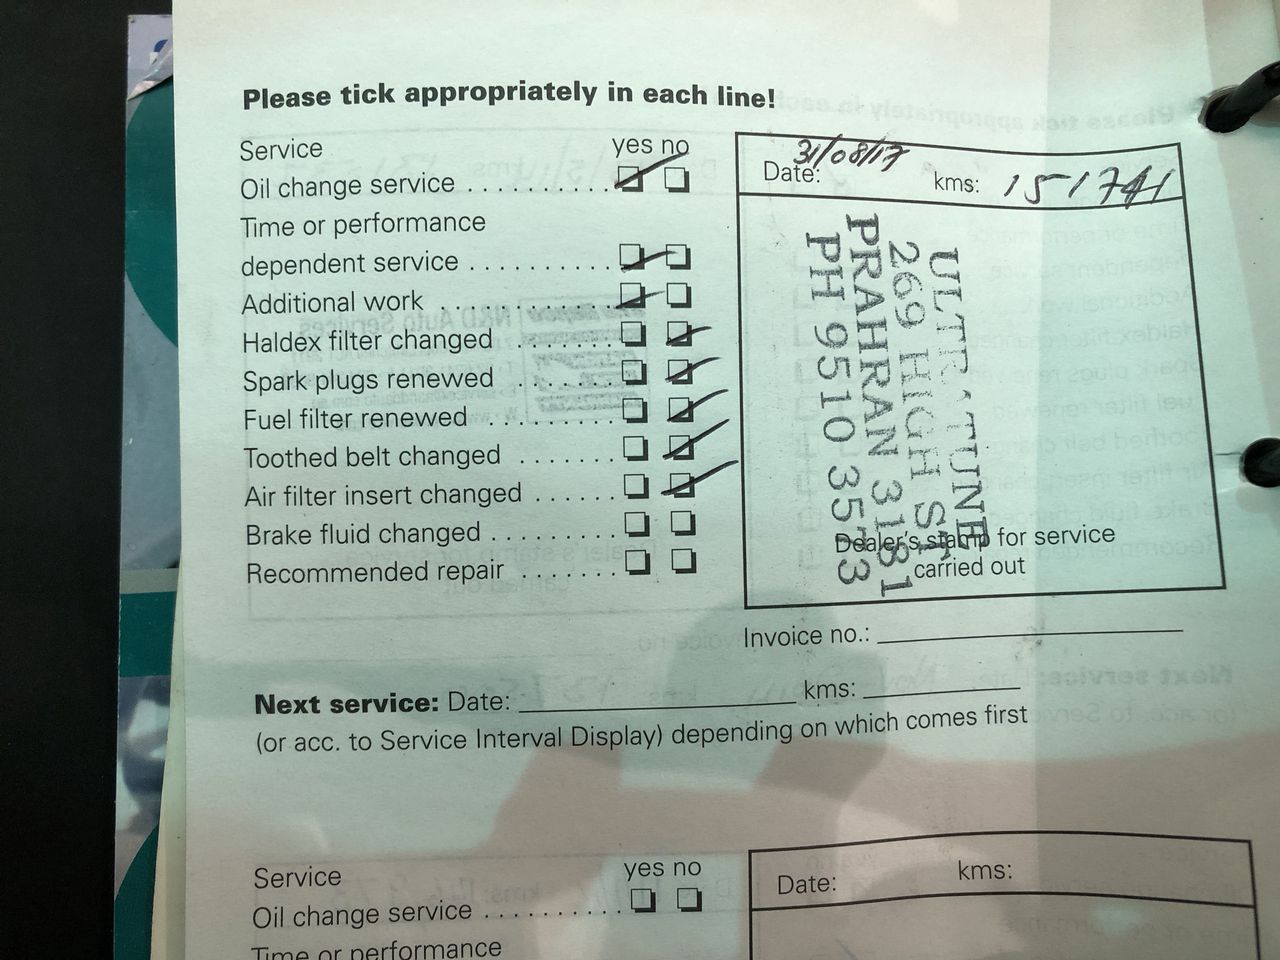 Please tick appropriately in each line!
Service yes no
Oil change service . . . . . . . . . . .
Time or performance
dependent service . . . . . . . . . . .
Additional work . . . . . . . . . . . . .
Haldex filter changed . . . . . . . . .
Spark plugs renewed . . . . . . . . .
Fuel filter renewed . . . . . . . . . . .
Toothed belt changed . . . . . . .
Air filter insert changed . . . . . .
Brake fluid changed . . . . . . . . .
Recommended repair . . . . . . .
Date: 31/08/17 kms: 151741
ULTRA TUNE
269 HIGH ST
PRAHRAN 3181
PH 9510 3573
Dealer's stamp for service
carried out
Invoice no.:
Next service: Date: kms:
(or acc. to Service Interval Display) depending on which comes first
Service yes no
Oil change service . . . . . . . . . . .
Time or performance
Date: kms: